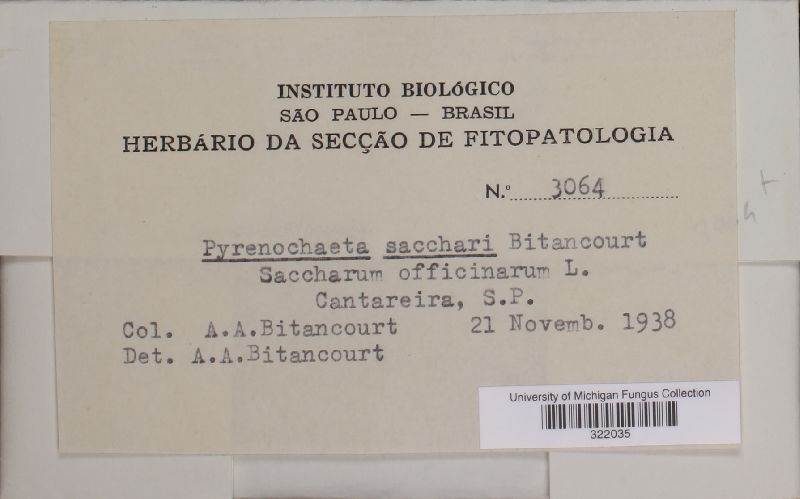 INSTITUTO BIOLóGICO
SÃO PAULO — BRASIL
HERBÁRIO DA SECÇÃO DE FITOPATOLOGIA
N.º 3064
Pyrenochaeta sacchari Bitancourt
Saccharum officinarum L.
Cantareira, S.P.
Col. A.A.Bitancourt 21 Novemb. 1938
Det. A.A.Bitancourt
University of Michigan Fungus Collection
322035